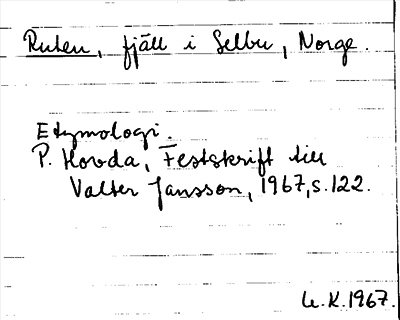 Ruten, fjäll i Selbu, Norge.
Etymologi.
P. Hovda, Festskrift till
Valter Jansson, 1967, s. 122.
U.K. 1967.